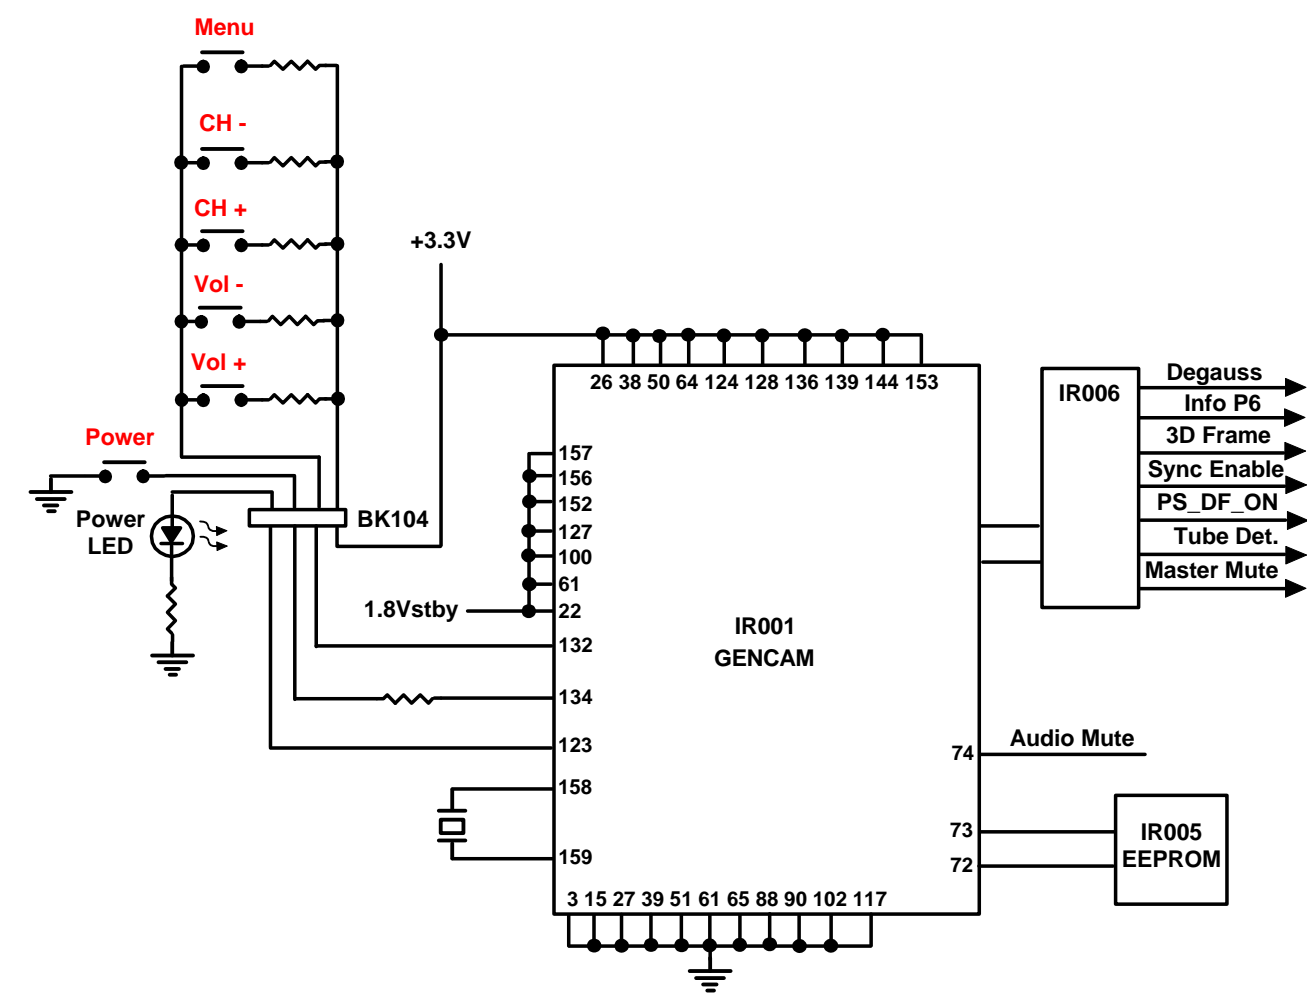 Menu
CH -
CH +
Vol -
Vol +
Power
Power
LED
BK104
+3.3V
1.8Vstby
26 38 50 64 124 128 136 139 144 153
157
156
152
127
100
61
22
132
134
123
158
159
IR001
GENCAM
74
73
72
3 15 27 39 51 61 65 88 90 102 117
IR006
Degauss
Info P6
3D Frame
Sync Enable
PS_DF_ON
Tube Det.
Master Mute
Audio Mute
IR005
EEPROM